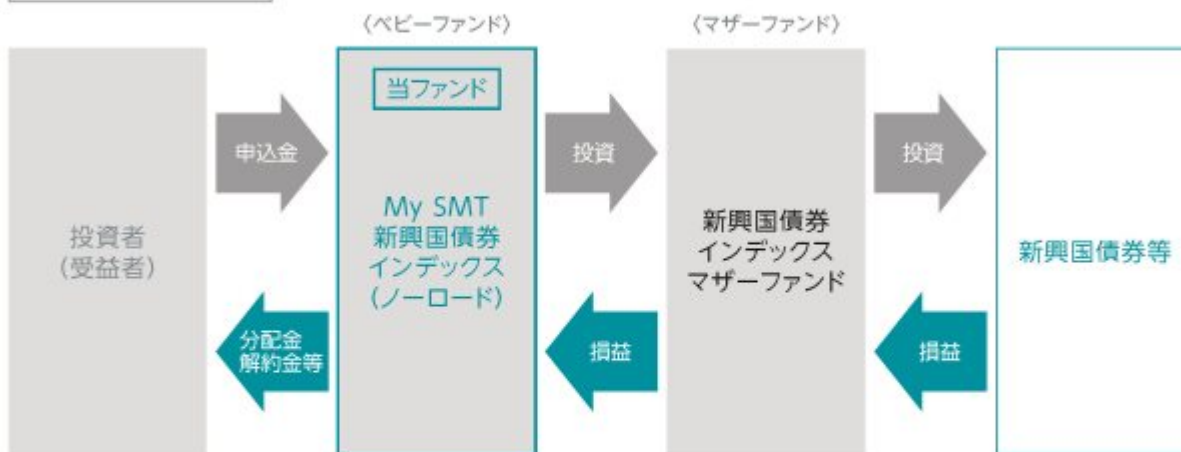 〈ベビーファンド〉
〈マザーファンド〉
当ファンド
申込金
投資
投資
投資者
(受益者)
My SMT
新興国債券
インデックス
(ノーロード)
新興国債券
インデックス
マザーファンド
新興国債券等
分配金
解約金等
損益
損益